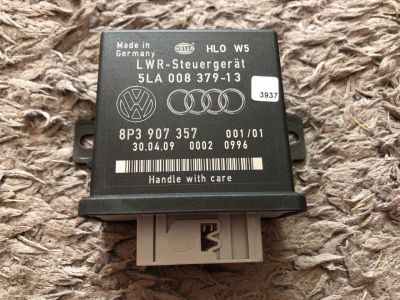 Made in HELLA HLO W5
Germany
LWR-Steuergerät
5LA 008 379-13
3937
8P3 907 357 001/01
30.04.09 0002 0996
Handle with care